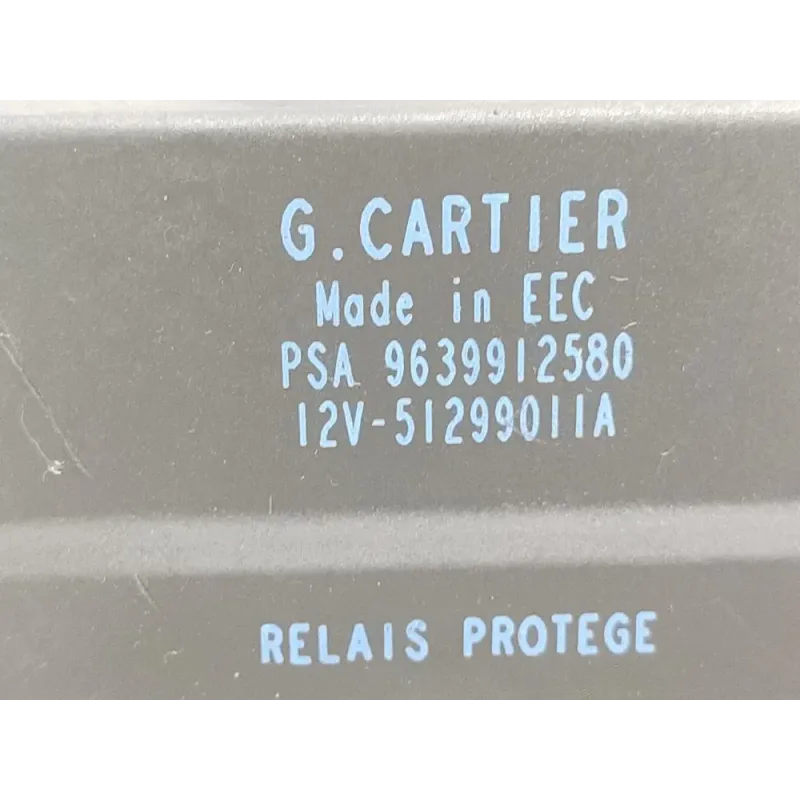 G.CARTIER
Made in EEC
PSA 9639912580
12V-51299011A
RELAIS PROTEGE